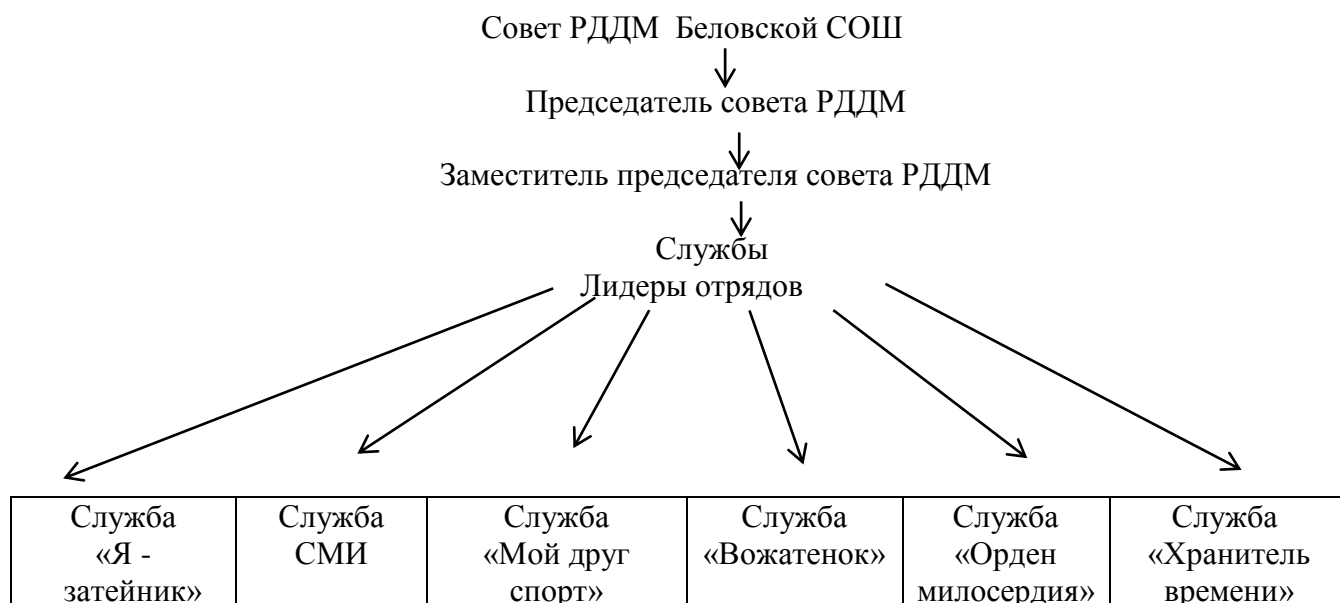 Совет РДДМ  Беловской СОШ
Председатель совета РДДМ
Заместитель председателя совета РДДМ
Службы
Лидеры отрядов
Служба
«Я -
затейник»
Служба
СМИ
Служба
«Мой друг
спорт»
Служба
«Вожатенок»
Служба
«Орден
милосердия»
Служба
«Хранитель
времени»